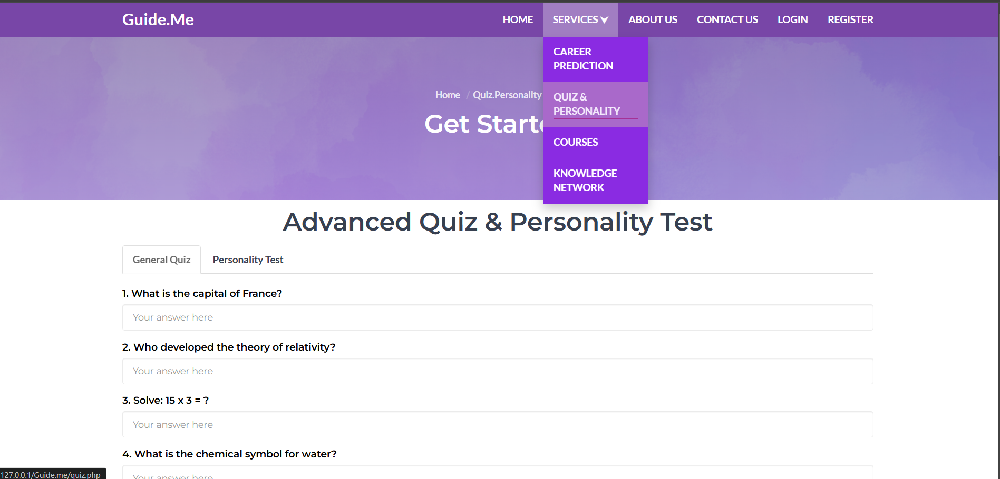 Guide.Me
HOME
SERVICES
ABOUT US
CONTACT US
LOGIN
REGISTER
CAREER
PREDICTION
QUIZ &
PERSONALITY
COURSES
KNOWLEDGE
NETWORK
Home / Quiz.Personality
Get Starte
Advanced Quiz & Personality Test
General Quiz
Personality Test
1. What is the capital of France?
Your answer here
2. Who developed the theory of relativity?
Your answer here
3. Solve: 15 x 3 = ?
Your answer here
4. What is the chemical symbol for water?
Your answer here
127.0.0.1/Guide.me/quiz.php